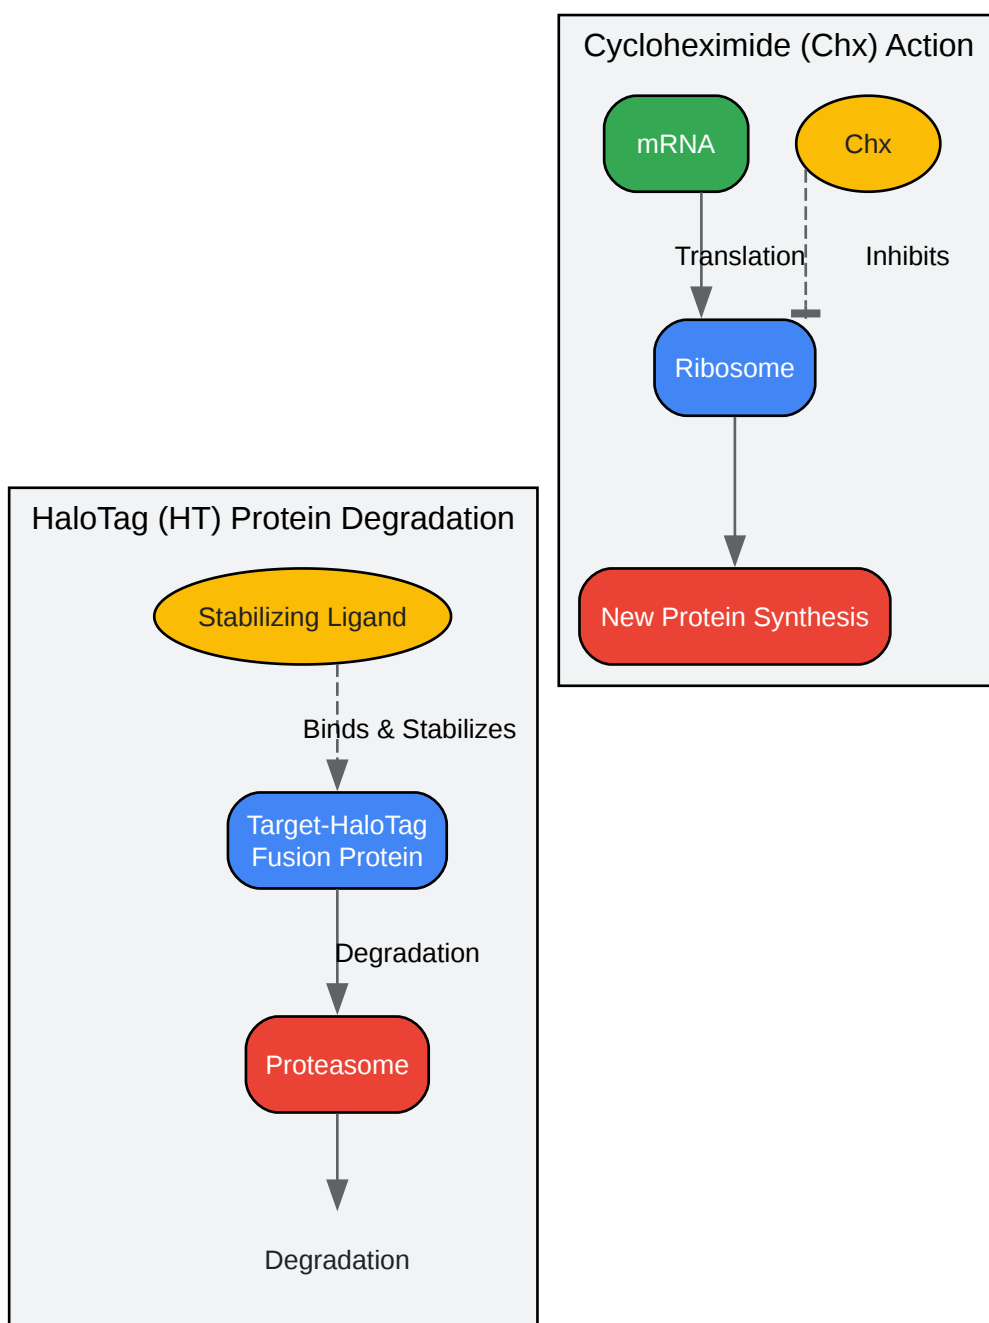 Cycloheximide (Chx) Action
mRNA
Chx
Translation
Inhibits
Ribosome
New Protein Synthesis
HaloTag (HT) Protein Degradation
Stabilizing Ligand
Binds & Stabilizes
Target-HaloTag
Fusion Protein
Degradation
Proteasome
Degradation